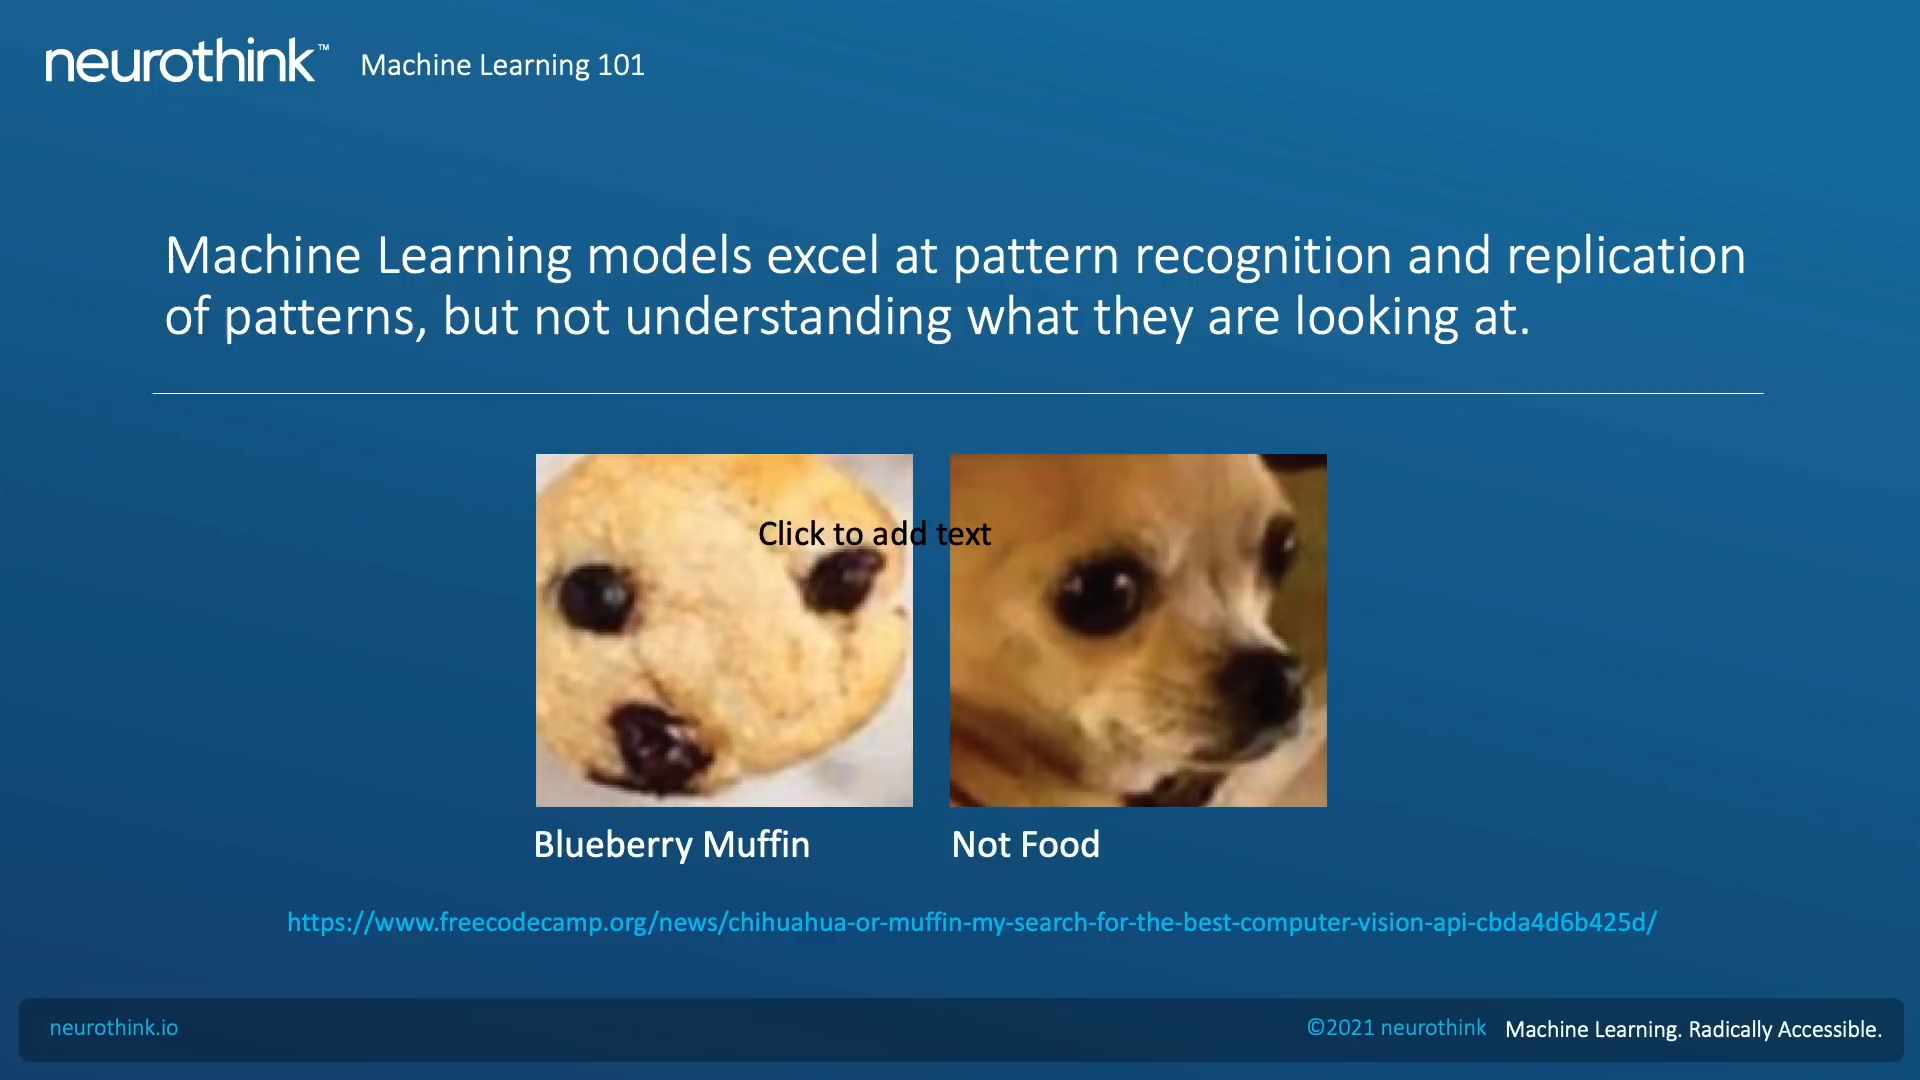 neurothink™ Machine Learning 101
Machine Learning models excel at pattern recognition and replication
of patterns, but not understanding what they are looking at.
Click to add text
Blueberry Muffin Not Food
https://www.freecodecamp.org/news/chihuahua-or-muffin-my-search-for-the-best-computer-vision-api-cbda4d6b425d/
neurothink.io ©2021 neurothink Machine Learning. Radically Accessible.